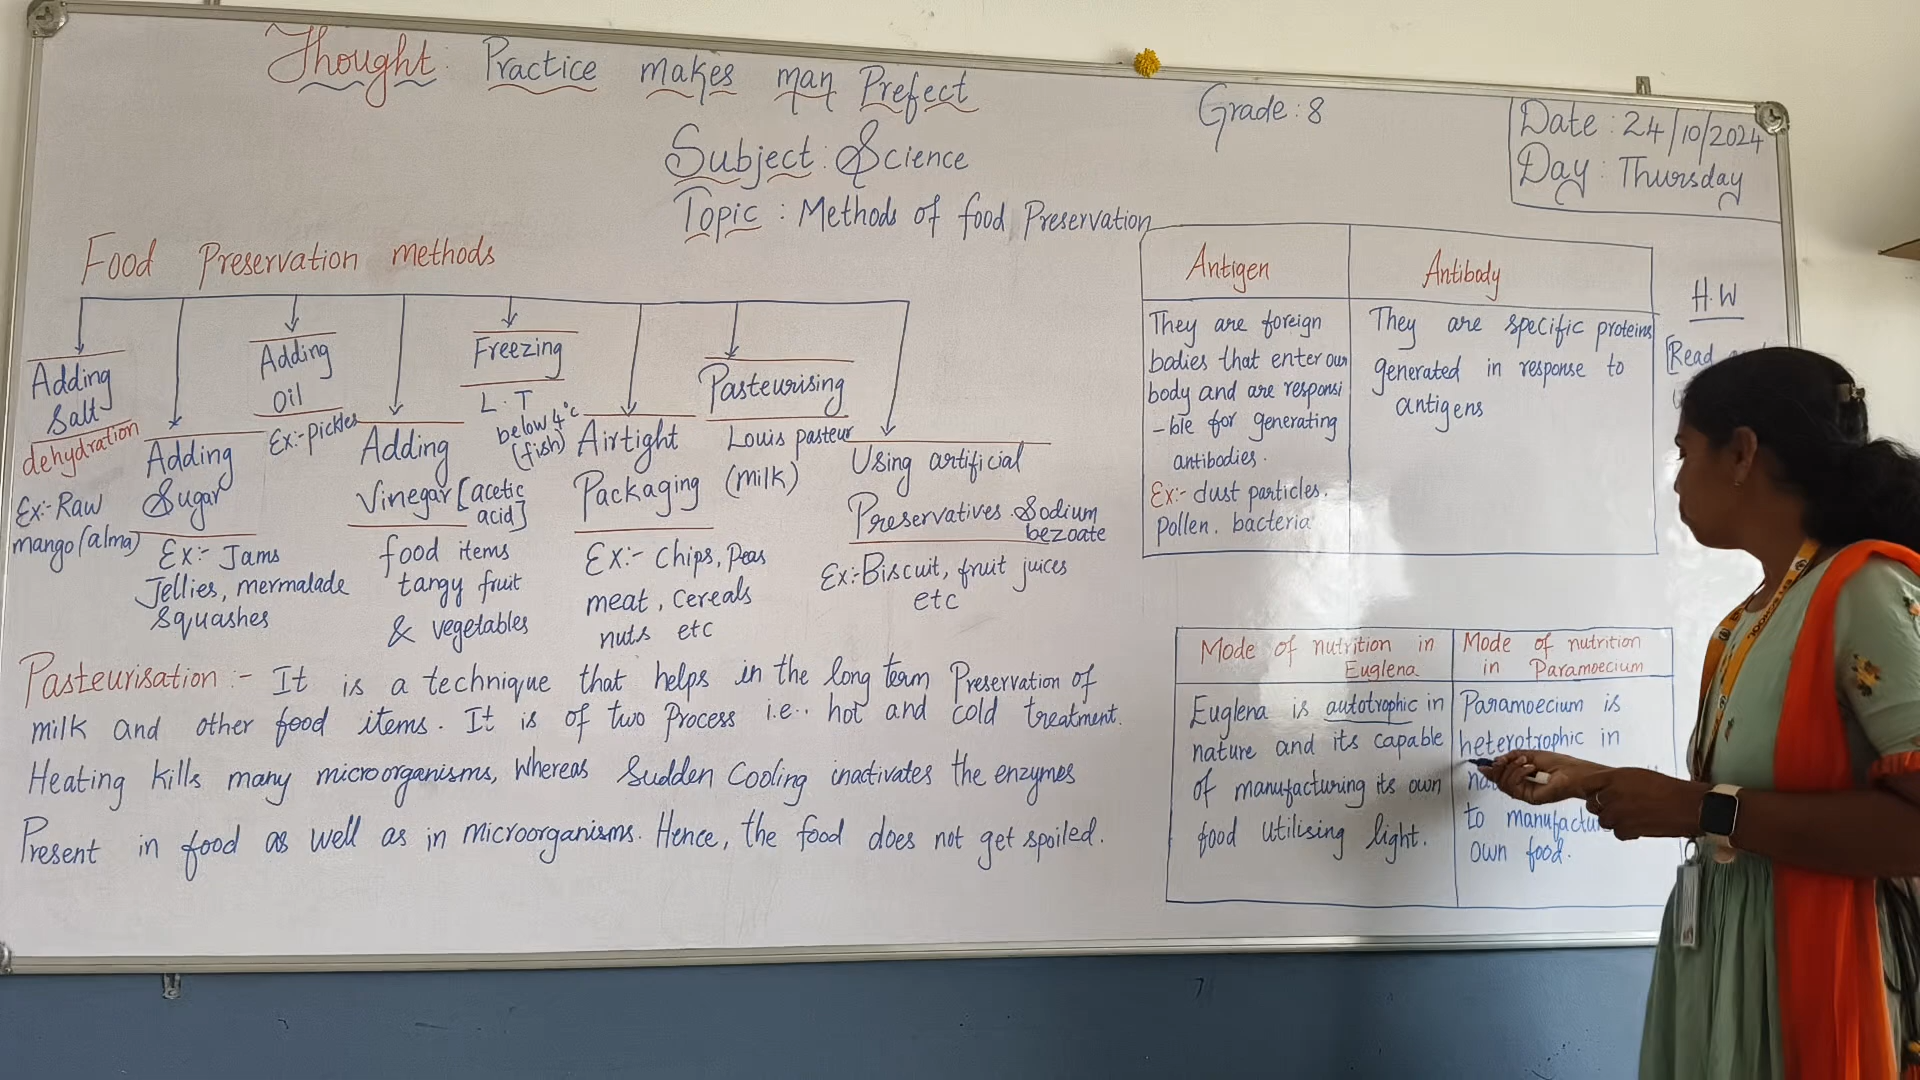 Thought: Practice makes man Prefect
Subject: Science
Topic : Methods of food Preservation
Grade: 8
Date : 24/10/2024
Day : Thursday
Food Preservation methods
Adding
Salt
dehydration
Ex:- Raw
mango (alma)
Adding
Sugar
Ex:- Jams
Jellies, mermalade
Squashes
Adding
Oil
Ex:- Pickles
Adding
Vinegar [acetic
acid]
food items
tangy fruit
& vegetables
Freezing
L.T
below 4°c
(fish)
Airtight
Packaging
Ex:- Chips, Peas
meat, cereals
nuts etc
Pasteurising
Louis pasteur
(milk)
Using artificial
Preservatives. Sodium
bezoate
Ex:- Biscuit, fruit juices
etc
Pasteurisation :- It is a technique that helps in the long term Preservation of
milk and other food items. It is of two Process i.e.. hot and cold treatment.
Heating kills many microorganisms, whereas Sudden Cooling inactivates the enzymes
Present in food as well as in microorganisms. Hence, the food does not get spoiled.
Antigen
They are foreign
bodies that enter our
body and are responsi
-ble for generating
antibodies.
Ex:- dust particles.
Pollen. bacteria
Antibody
They are specific proteins
generated in response to
antigens
H.W
[Read
Mode of nutrition in
Euglena
Euglena is autotrophic in
nature and its capable
of manufacturing its own
food utilising light.
Mode of nutrition
in Paramoecium
Paramoecium is
heterotrophic in
to
own food.